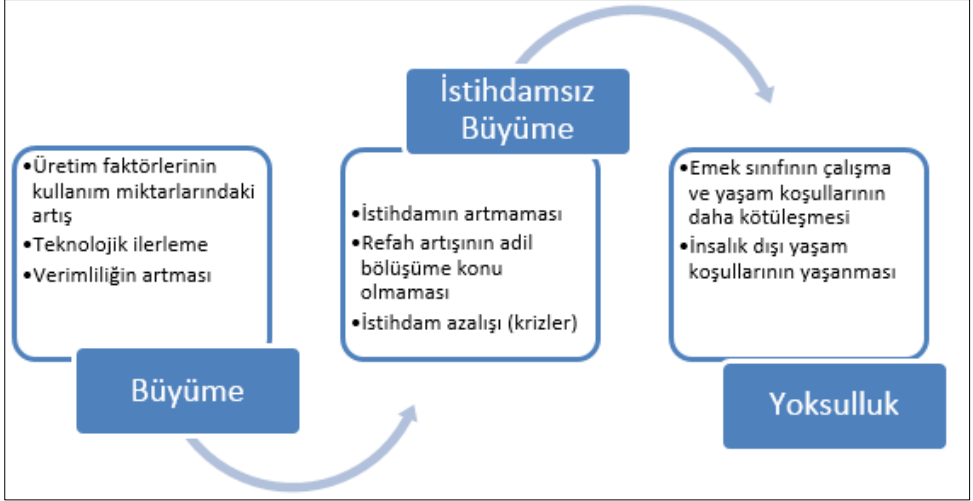 •Üretim faktörlerinin
kullanım miktarlarındaki
artış
•Teknolojik ilerleme
•Verimliliğin artması
Büyüme
İstihdamsız
Büyüme
•İstihdamın artmaması
•Refah artışının adil
bölüşüme konu
olmaması
•İstihdam azalışı (krizler)
•Emek sınıfının çalışma
ve yaşam koşullarının
daha kötüleşmesi
•İnsalık dışı yaşam
koşullarının yaşanması
Yoksulluk